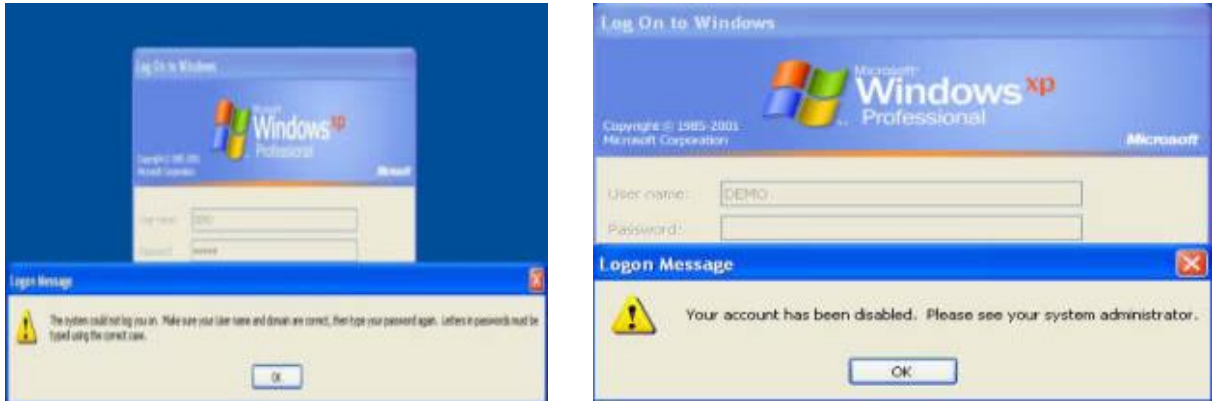 Log On to Windows
Microsoft
Windows xp
Professional
Copyright © 1985-2001
Microsoft Corporation
Microsoft
User name: DEMO
Password: ••••••
Logon Message
The system could not log you on. Make sure your User name and domain are correct, then type your password again. Letters in passwords must be
typed using the correct case.
OK
Log On to Windows
Microsoft
Windows xp
Professional
Copyright © 1985-2001
Microsoft Corporation
Microsoft
User name: DEMO
Password:
Logon Message
Your account has been disabled. Please see your system administrator.
OK